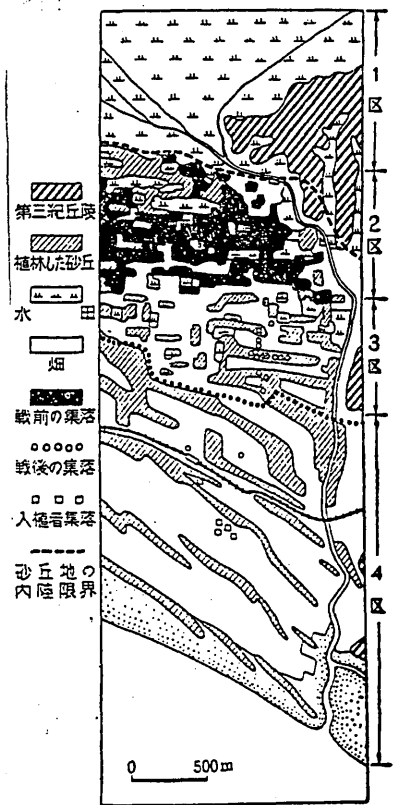 第三紀丘陵
植林した砂丘
水田
畑
戦前の集落
戦後の集落
入植者集落
砂丘地の
内陸限界
1区
2区
3区
4区
0 500m